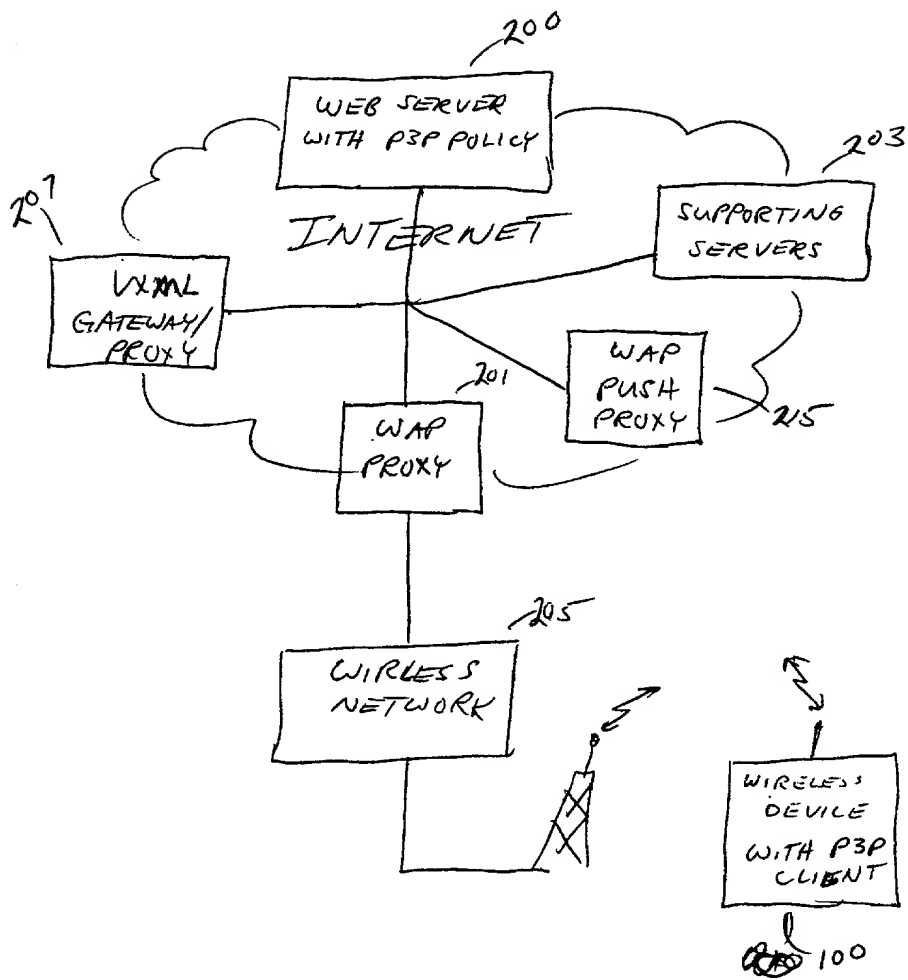 200
WEB SERVER
WITH P3P POLICY
203
SUPPORTING
SERVERS
207
INTERNET
VXML
GATEWAY/
PROXY
201
WAP
PROXY
WAP
PUSH
PROXY
215
205
WIRLESS
NETWORK
WIRELESS
DEVICE
WITH P3P
CLIENT
100